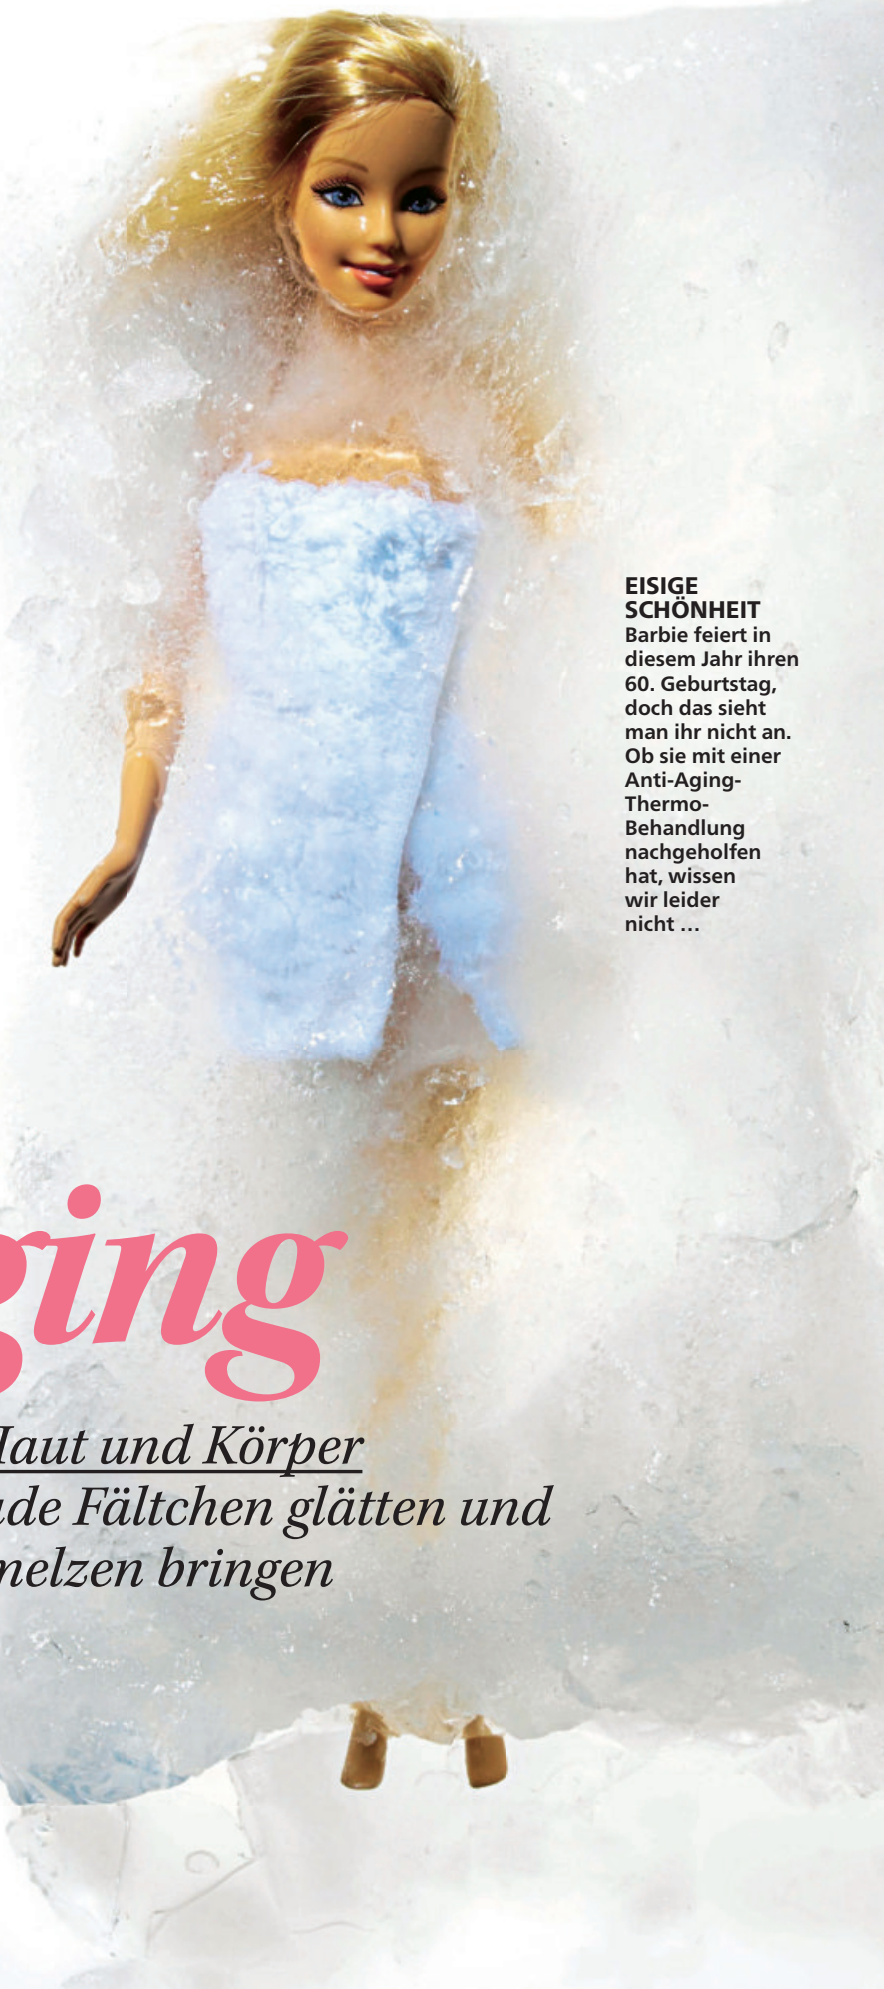 EISIGE
SCHÖNHEIT
Barbie feiert in
diesem Jahr ihren
60. Geburtstag,
doch das sieht
man ihr nicht an.
Ob sie mit einer
Anti-Aging-
Thermo-
Behandlung
nachgeholfen
hat, wissen
wir leider
nicht …
ging
Haut und Körper
ade Fältchen glätten und
melzen bringen